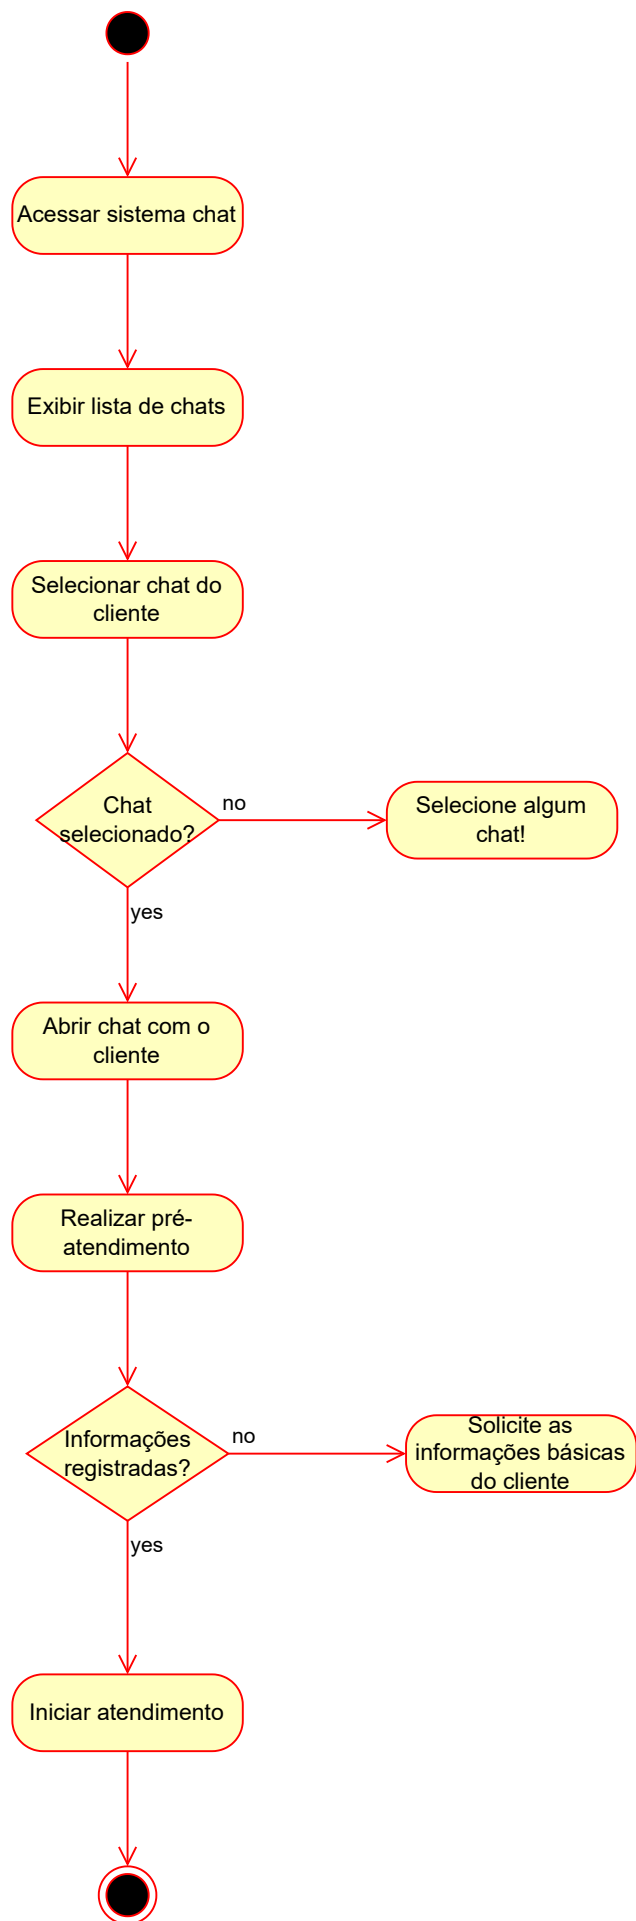 Acessar sistema chat
Exibir lista de chats
Selecionar chat do
cliente
Chat
selecionado?
no
Selecione algum
chat!
yes
Abrir chat com o
cliente
Realizar pré-
atendimento
Informações
registradas?
no
Solicite as
informações básicas
do cliente
yes
Iniciar atendimento